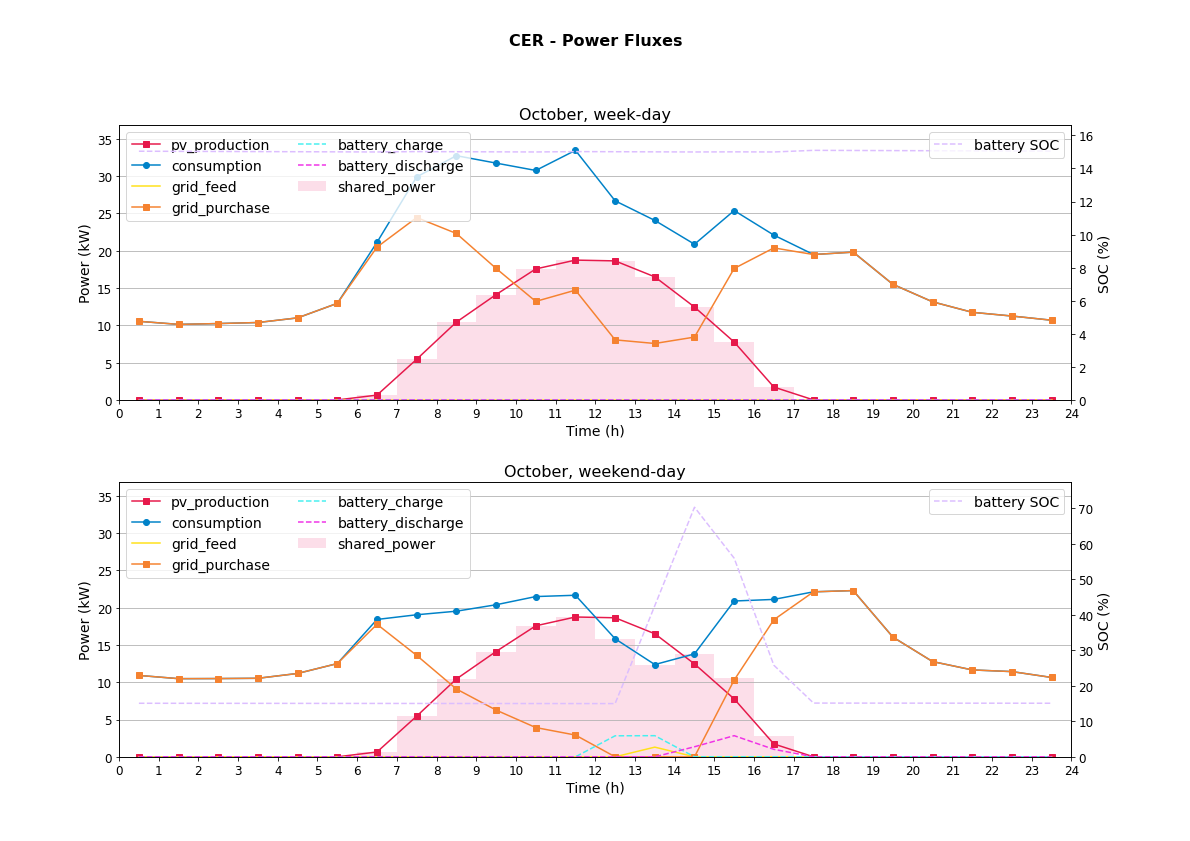 CER - Power Fluxes
October, week-day
pv_production
consumption
grid_feed
grid_purchase
battery_charge
battery_discharge
shared_power
battery SOC
Power (kW)
35
30
25
20
15
10
5
0
SOC (%)
16
14
12
10
8
6
4
2
0
0 1 2 3 4 5 6 7 8 9 10 11 12 13 14 15 16 17 18 19 20 21 22 23 24
Time (h)
October, weekend-day
pv_production
consumption
grid_feed
grid_purchase
battery_charge
battery_discharge
shared_power
battery SOC
Power (kW)
35
30
25
20
15
10
5
0
SOC (%)
70
60
50
40
30
20
10
0
0 1 2 3 4 5 6 7 8 9 10 11 12 13 14 15 16 17 18 19 20 21 22 23 24
Time (h)